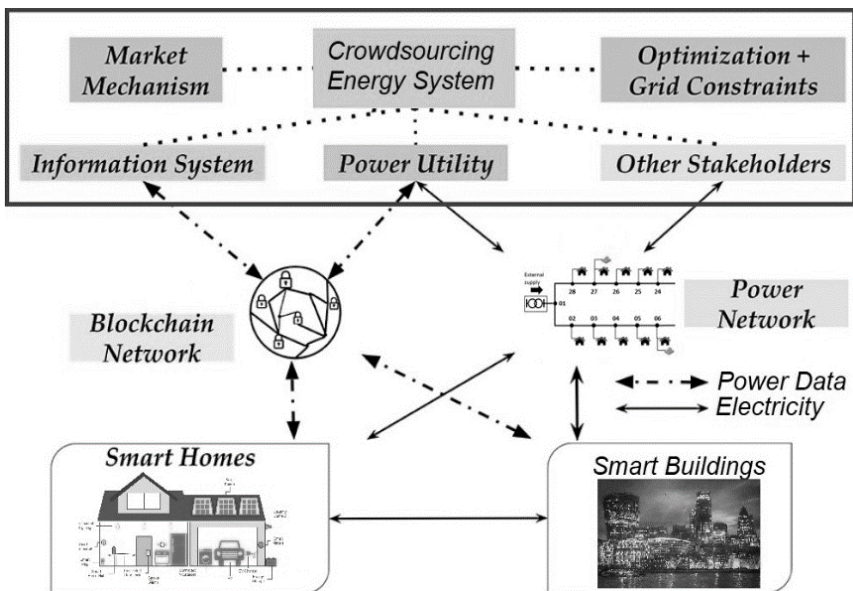 Market
Mechanism
Crowdsourcing
Energy System
Optimization +
Grid Constraints
Information System
Power Utility
Other Stakeholders
Blockchain
Network
External
supply
28 27 26 25 24
01
02 03 04 05 06
Power
Network
Power Data
Electricity
Smart Homes
Smart Buildings